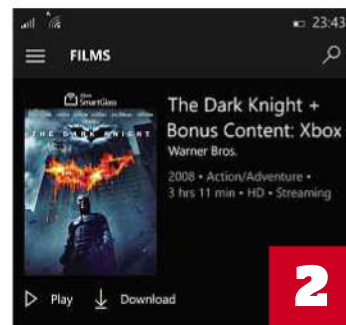 23:43
FILMS
Xbox
SmartGlass
THE DARK KNIGHT
The Dark Knight +
Bonus Content: Xbox
Warner Bros.
2008 • Action/Adventure •
3 hrs 11 min • HD • Streaming
Play
Download
2